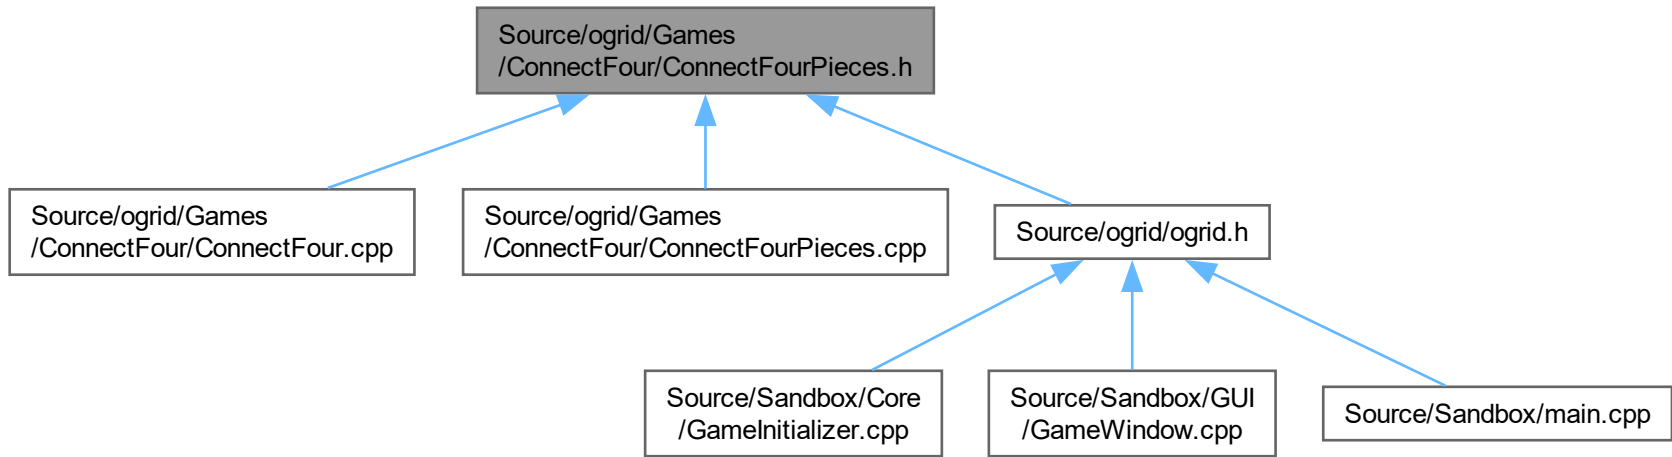 Source/ogrid/Games
/ConnectFour/ConnectFourPieces.h
Source/ogrid/Games
/ConnectFour/ConnectFour.cpp
Source/ogrid/Games
/ConnectFour/ConnectFourPieces.cpp
Source/ogrid/ogrid.h
Source/Sandbox/Core
/GameInitializer.cpp
Source/Sandbox/GUI
/GameWindow.cpp
Source/Sandbox/main.cpp